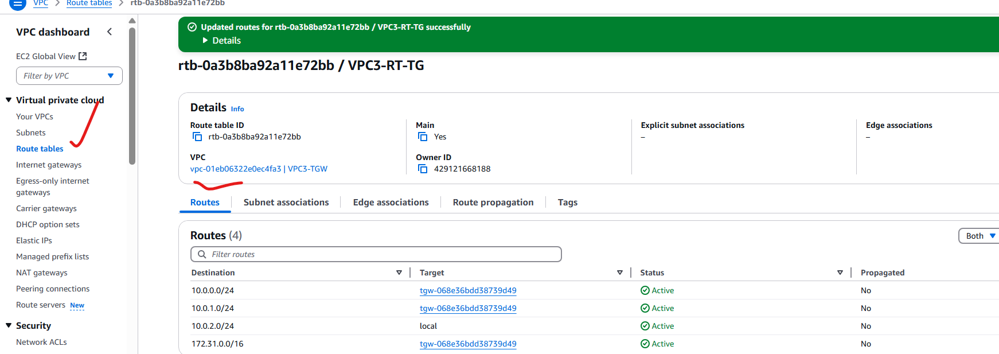 VPC > Route tables > rtb-0a3b8ba92a11e72bb
VPC dashboard
EC2 Global View
Filter by VPC
Virtual private cloud
Your VPCs
Subnets
Route tables
Internet gateways
Egress-only internet
gateways
Carrier gateways
DHCP option sets
Elastic IPs
Managed prefix lists
NAT gateways
Peering connections
Route servers New
Security
Network ACLs
Updated routes for rtb-0a3b8ba92a11e72bb / VPC3-RT-TG successfully
Details
rtb-0a3b8ba92a11e72bb / VPC3-RT-TG
Details Info
Route table ID
rtb-0a3b8ba92a11e72bb
Main
Yes
Explicit subnet associations
–
Edge associations
–
VPC
vpc-01eb06322e0ec4fa3 | VPC3-TGW
Owner ID
429121668188
Routes Subnet associations Edge associations Route propagation Tags
Routes (4)
Both
Filter routes
Destination Target Status Propagated
10.0.0.0/24 tgw-068e36bdd38739d49 Active No
10.0.1.0/24 tgw-068e36bdd38739d49 Active No
10.0.2.0/24 local Active No
172.31.0.0/16 tgw-068e36bdd38739d49 Active No